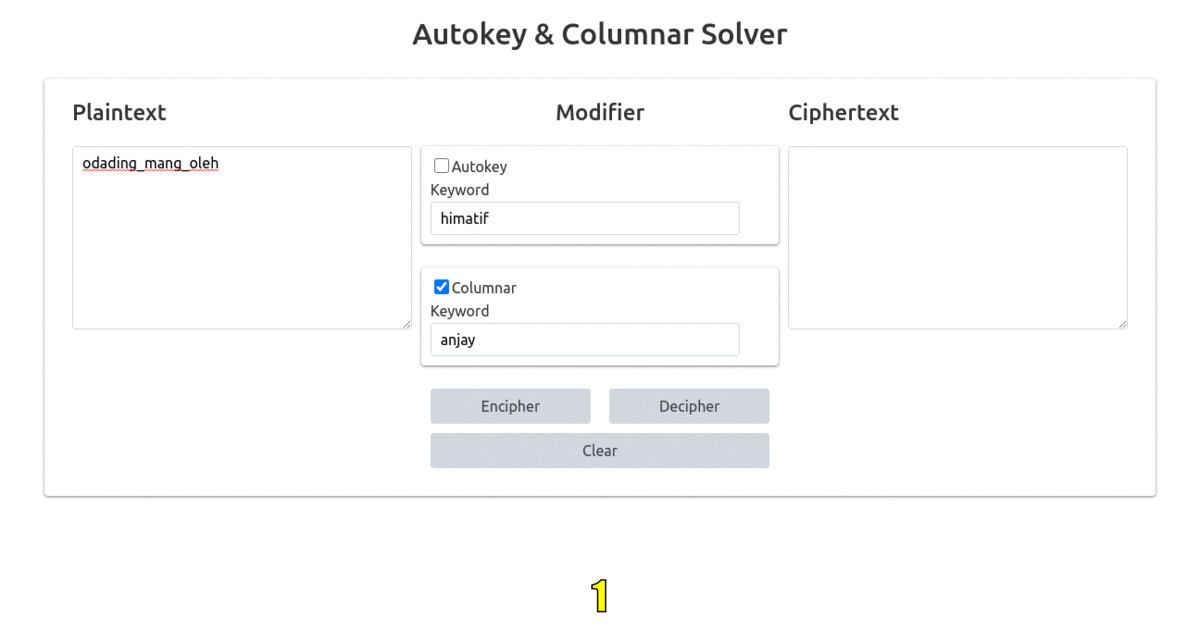 Autokey & Columnar Solver
Plaintext
Modifier
Ciphertext
odading_mang_oleh
Autokey
Keyword
himatif
Columnar
Keyword
anjay
Encipher
Decipher
Clear
1